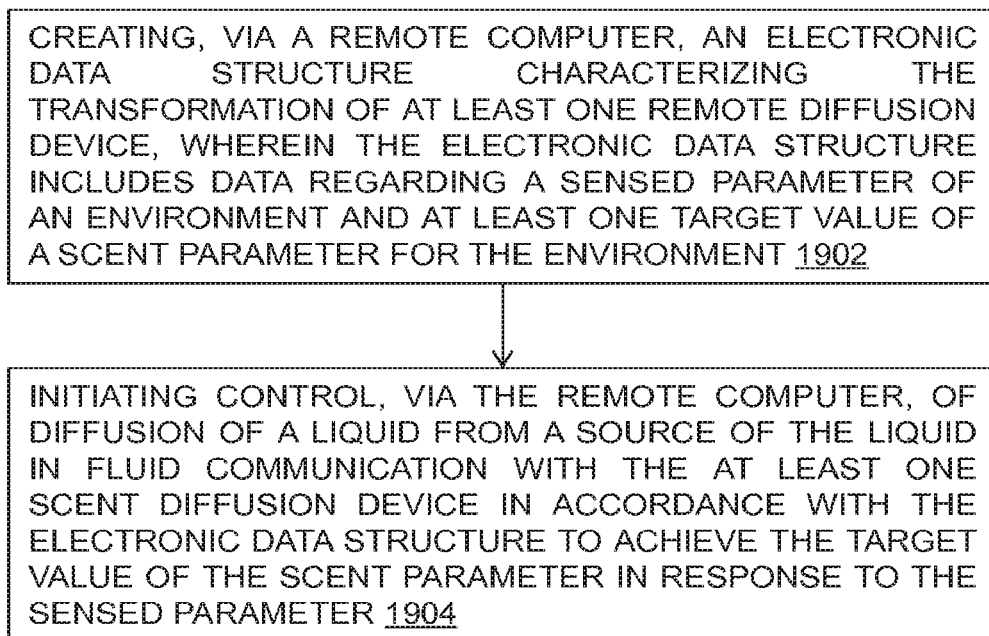 CREATING, VIA A REMOTE COMPUTER, AN ELECTRONIC
DATA STRUCTURE CHARACTERIZING THE
TRANSFORMATION OF AT LEAST ONE REMOTE DIFFUSION
DEVICE, WHEREIN THE ELECTRONIC DATA STRUCTURE
INCLUDES DATA REGARDING A SENSED PARAMETER OF
AN ENVIRONMENT AND AT LEAST ONE TARGET VALUE OF
A SCENT PARAMETER FOR THE ENVIRONMENT 1902
INITIATING CONTROL, VIA THE REMOTE COMPUTER, OF
DIFFUSION OF A LIQUID FROM A SOURCE OF THE LIQUID
IN FLUID COMMUNICATION WITH THE AT LEAST ONE
SCENT DIFFUSION DEVICE IN ACCORDANCE WITH THE
ELECTRONIC DATA STRUCTURE TO ACHIEVE THE TARGET
VALUE OF THE SCENT PARAMETER IN RESPONSE TO THE
SENSED PARAMETER 1904